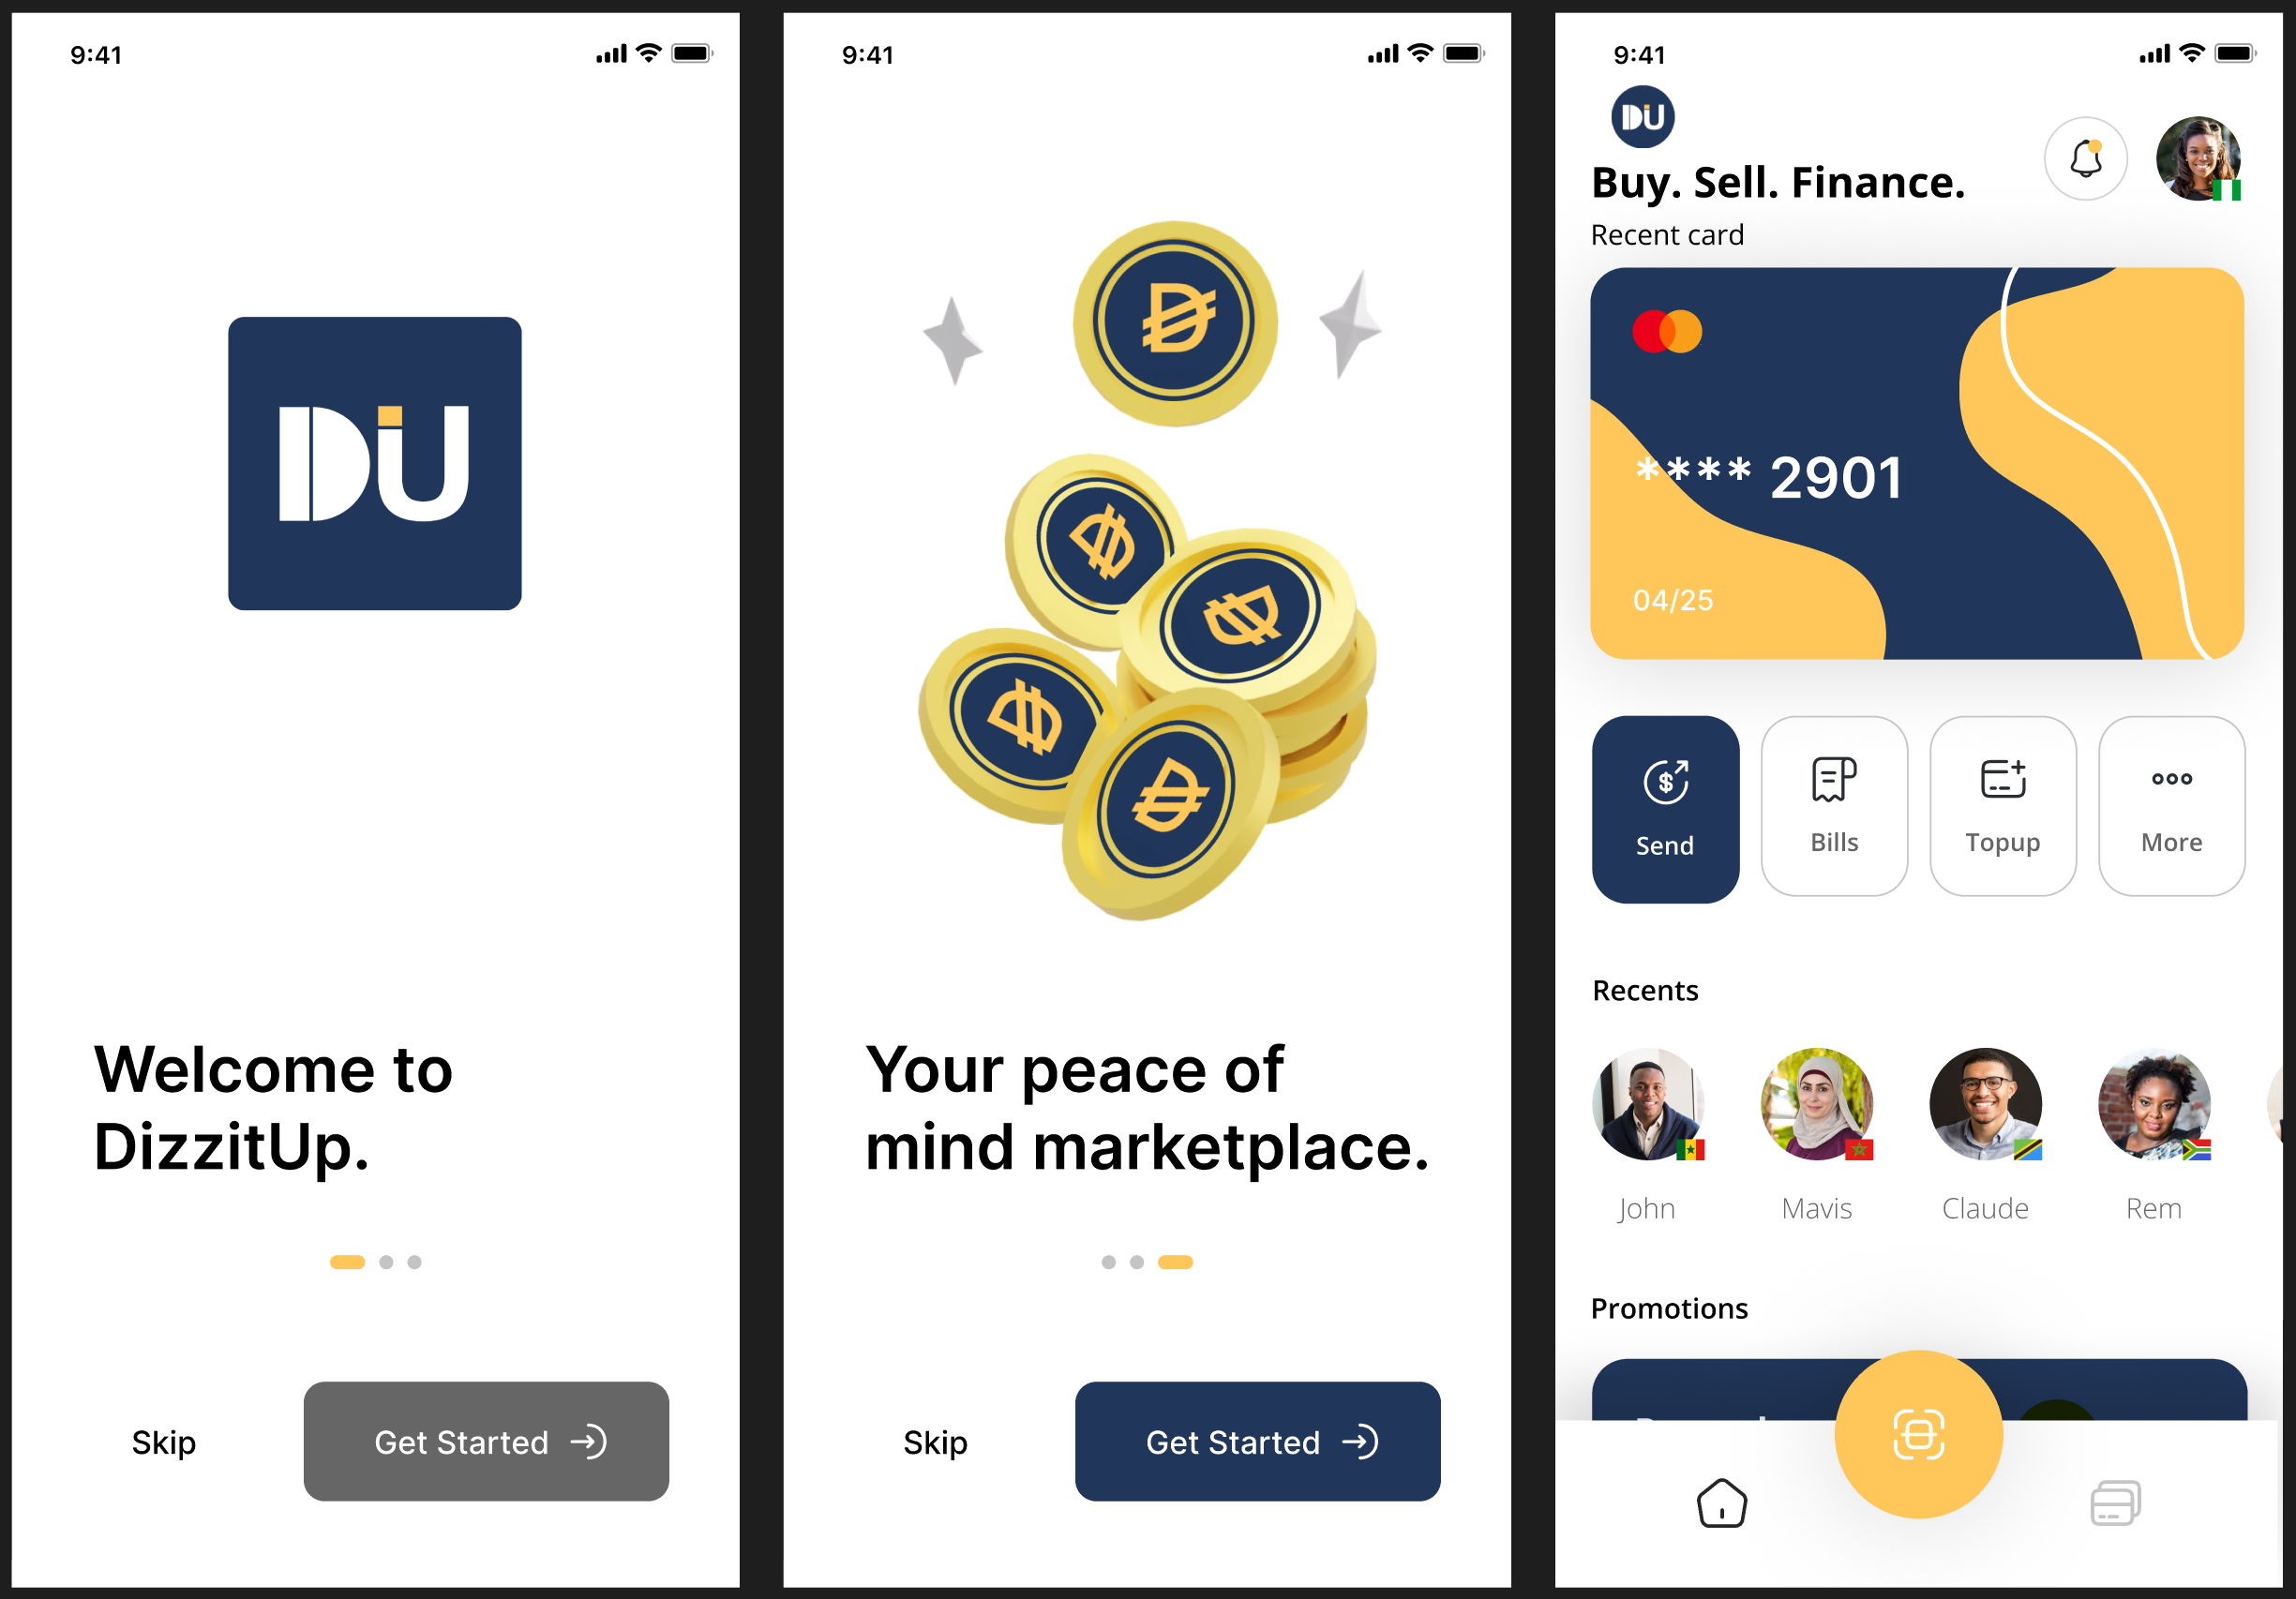 9:41
DiU
Welcome to
DizzitUp.
Skip
Get Started
9:41
Your peace of
mind marketplace.
Skip
Get Started
9:41
DiU
Buy. Sell. Finance.
Recent card
**** 2901
04/25
Send
Bills
Topup
More
Recents
John
Mavis
Claude
Rem
Promotions